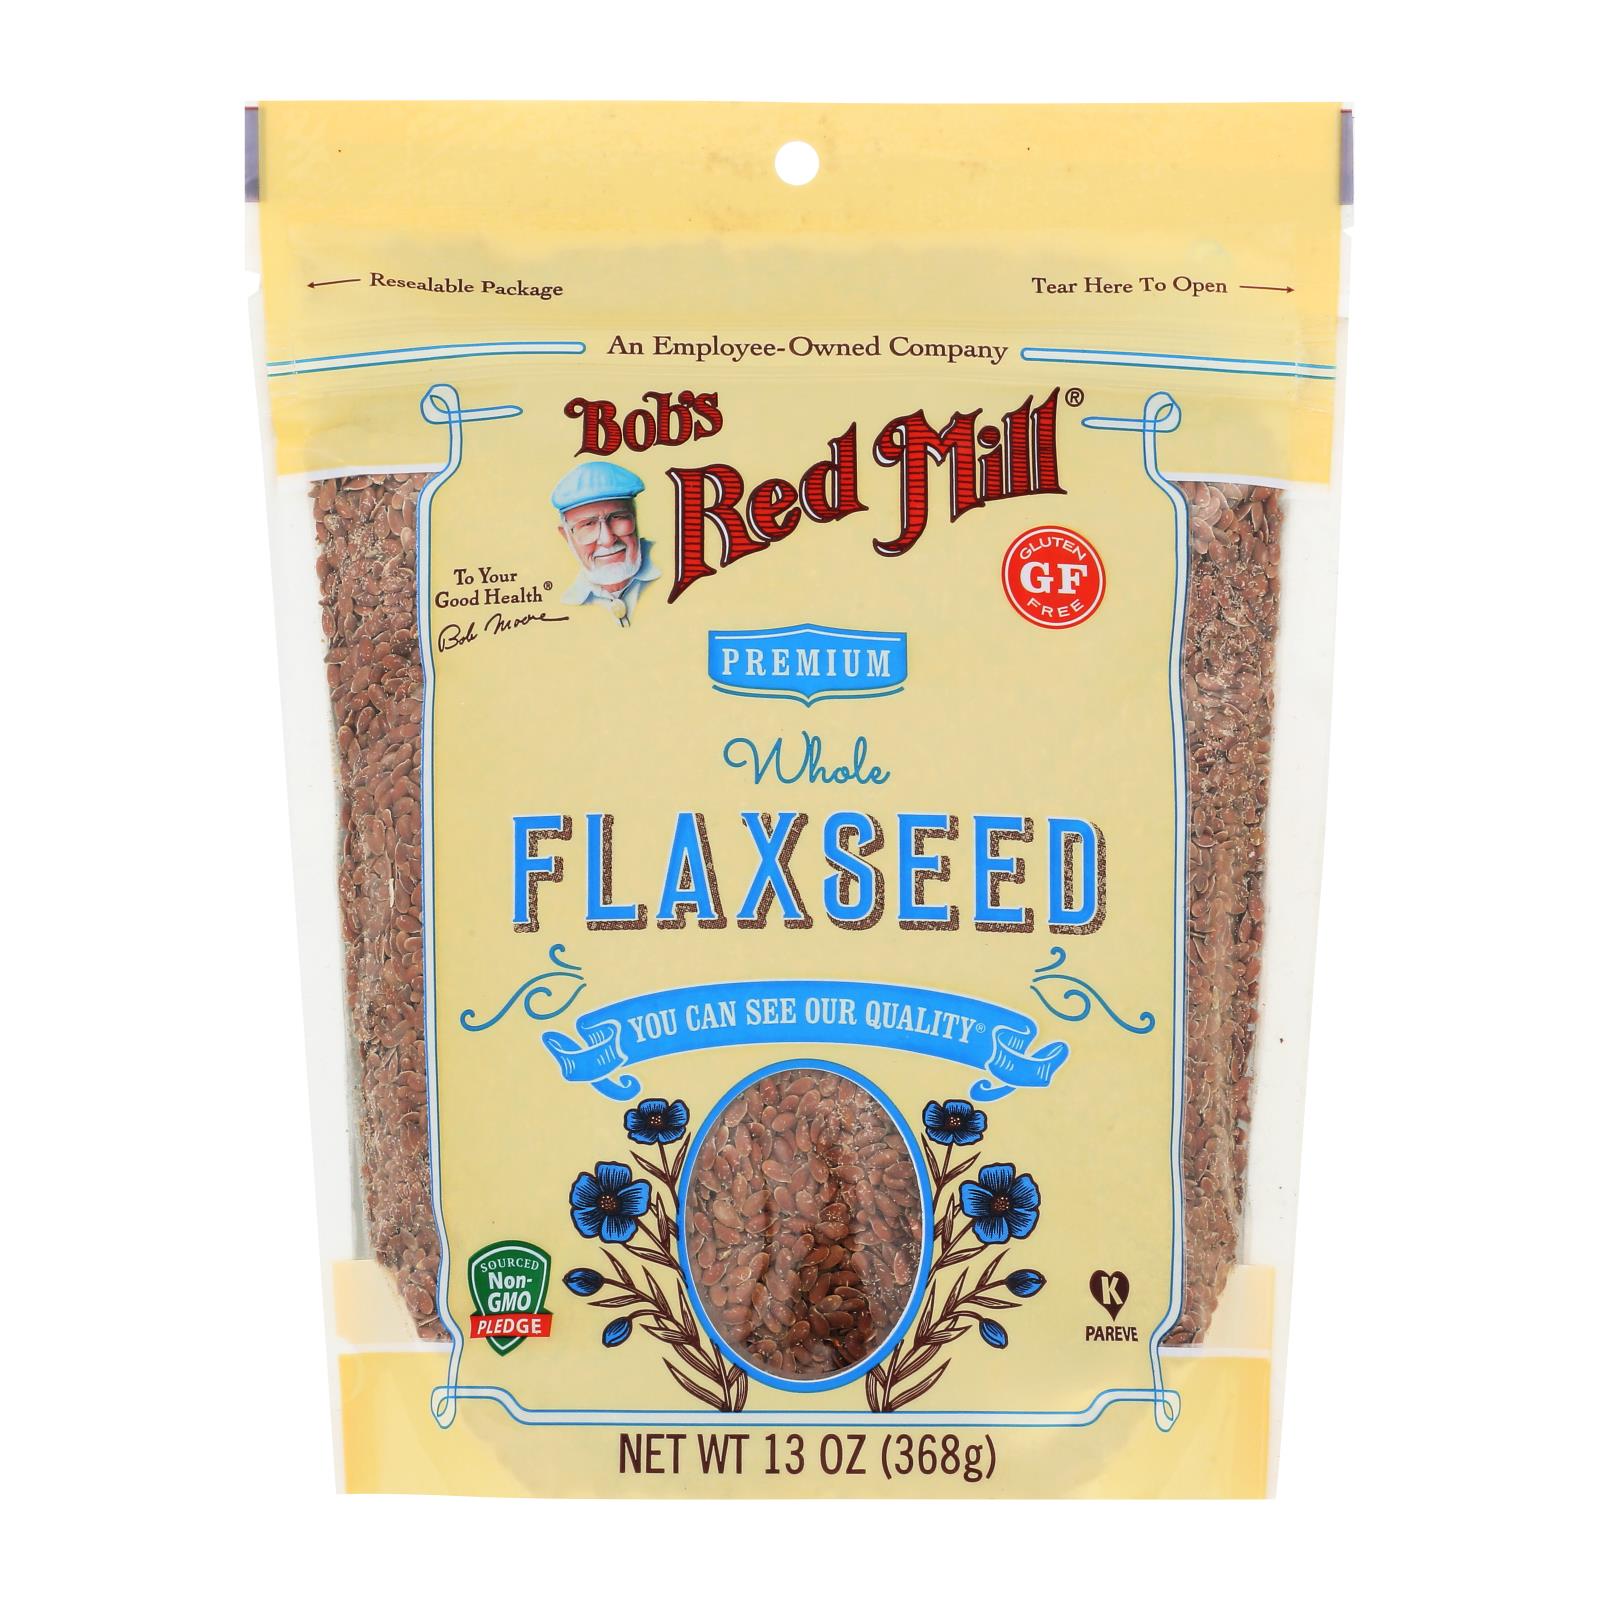 Resealable Package
Tear Here To Open
An Employee-Owned Company
Bob's
Red Mill®
To Your
Good Health®
Bob Moore
GLUTEN
GF
FREE
PREMIUM
Whole
FLAXSEED
YOU CAN SEE OUR QUALITY®
SOURCED
Non-
GMO
PLEDGE
K
PAREVE
NET WT 13 OZ (368g)